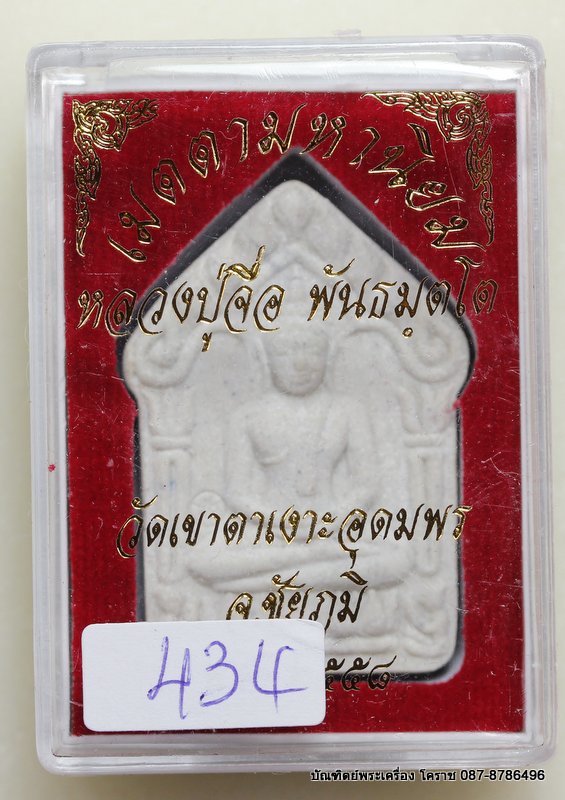 เมตตามหานิยม
หลวงปู่จื่อ พันธมุตโต
วัดเขาตาเงาะอุดมพร
จ.ชัยภูมิ
๕๕๘
434
บัณฑิตย์พระเครื่อง โคราช 087-8786496